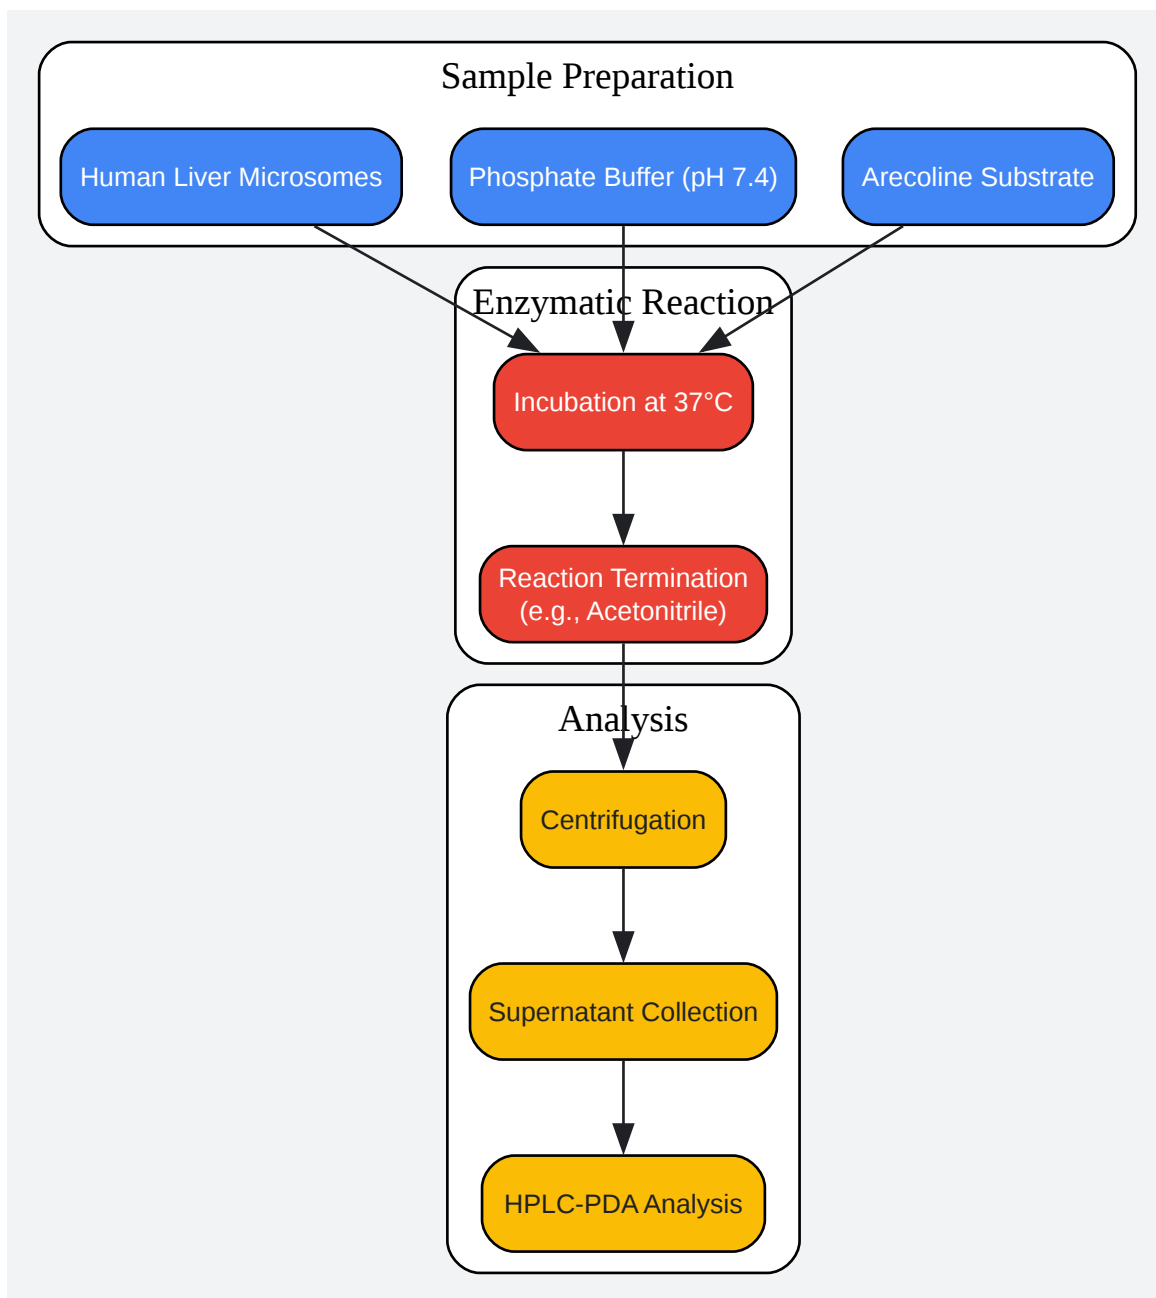 Sample Preparation
Human Liver Microsomes
Phosphate Buffer (pH 7.4)
Arecoline Substrate
Enzymatic Reaction
Incubation at 37°C
Reaction Termination
(e.g., Acetonitrile)
Analysis
Centrifugation
Supernatant Collection
HPLC-PDA Analysis